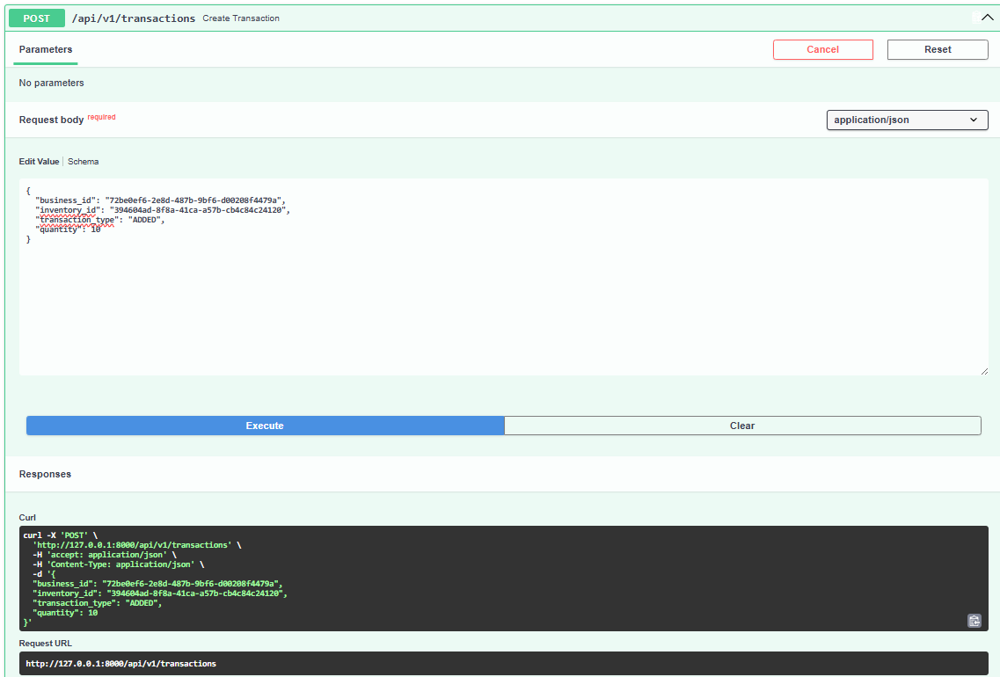 POST /api/v1/transactions Create Transaction
Parameters Cancel Reset
No parameters
Request body required application/json
Edit Value Schema
{
  "business_id": "72be0ef6-2e8d-487b-9bf6-d00208f4479a",
  "inventory_id": "394604ad-8f8a-41ca-a57b-cb4c84c24120",
  "transaction_type": "ADDED",
  "quantity": 10
}
Execute Clear
Responses
Curl
curl -X 'POST' \
  'http://127.0.0.1:8000/api/v1/transactions' \
  -H 'accept: application/json' \
  -H 'Content-Type: application/json' \
  -d '{
  "business_id": "72be0ef6-2e8d-487b-9bf6-d00208f4479a",
  "inventory_id": "394604ad-8f8a-41ca-a57b-cb4c84c24120",
  "transaction_type": "ADDED",
  "quantity": 10
}'
Request URL
http://127.0.0.1:8000/api/v1/transactions